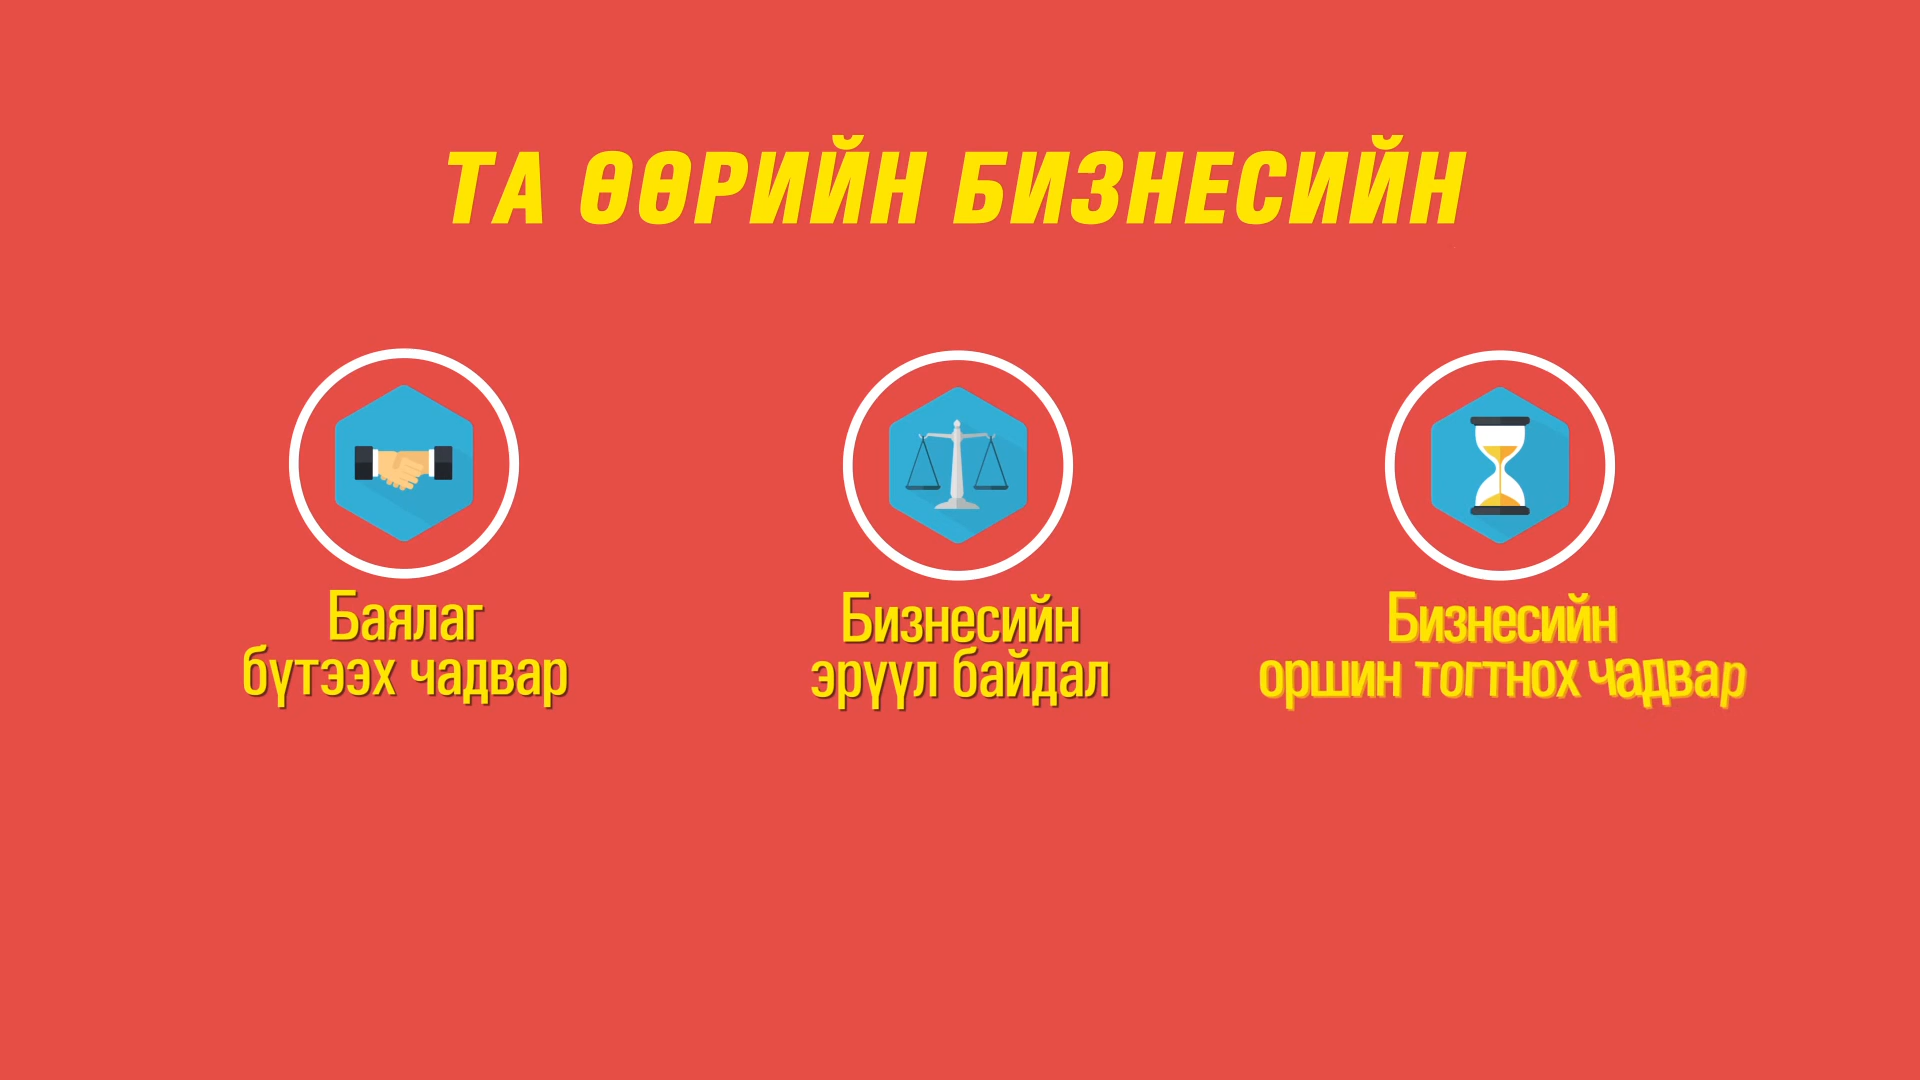 ТА ӨӨРИЙН БИЗНЕСИЙН
Баялаг
бүтээх чадвар
Бизнесийн
эрүүл байдал
Бизнесийн
оршин тогтнох чадвар